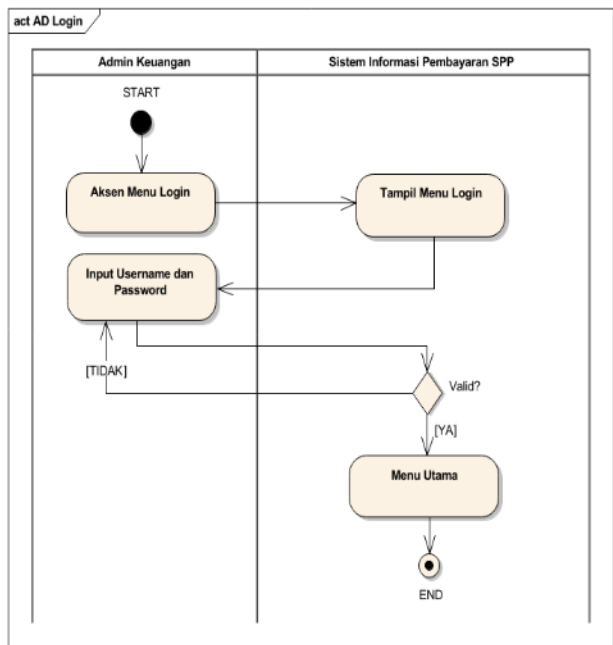 act AD Login
Admin Keuangan
Sistem Informasi Pembayaran SPP
START
Aksen Menu Login
Tampil Menu Login
Input Username dan
Password
[TIDAK]
Valid?
[YA]
Menu Utama
END